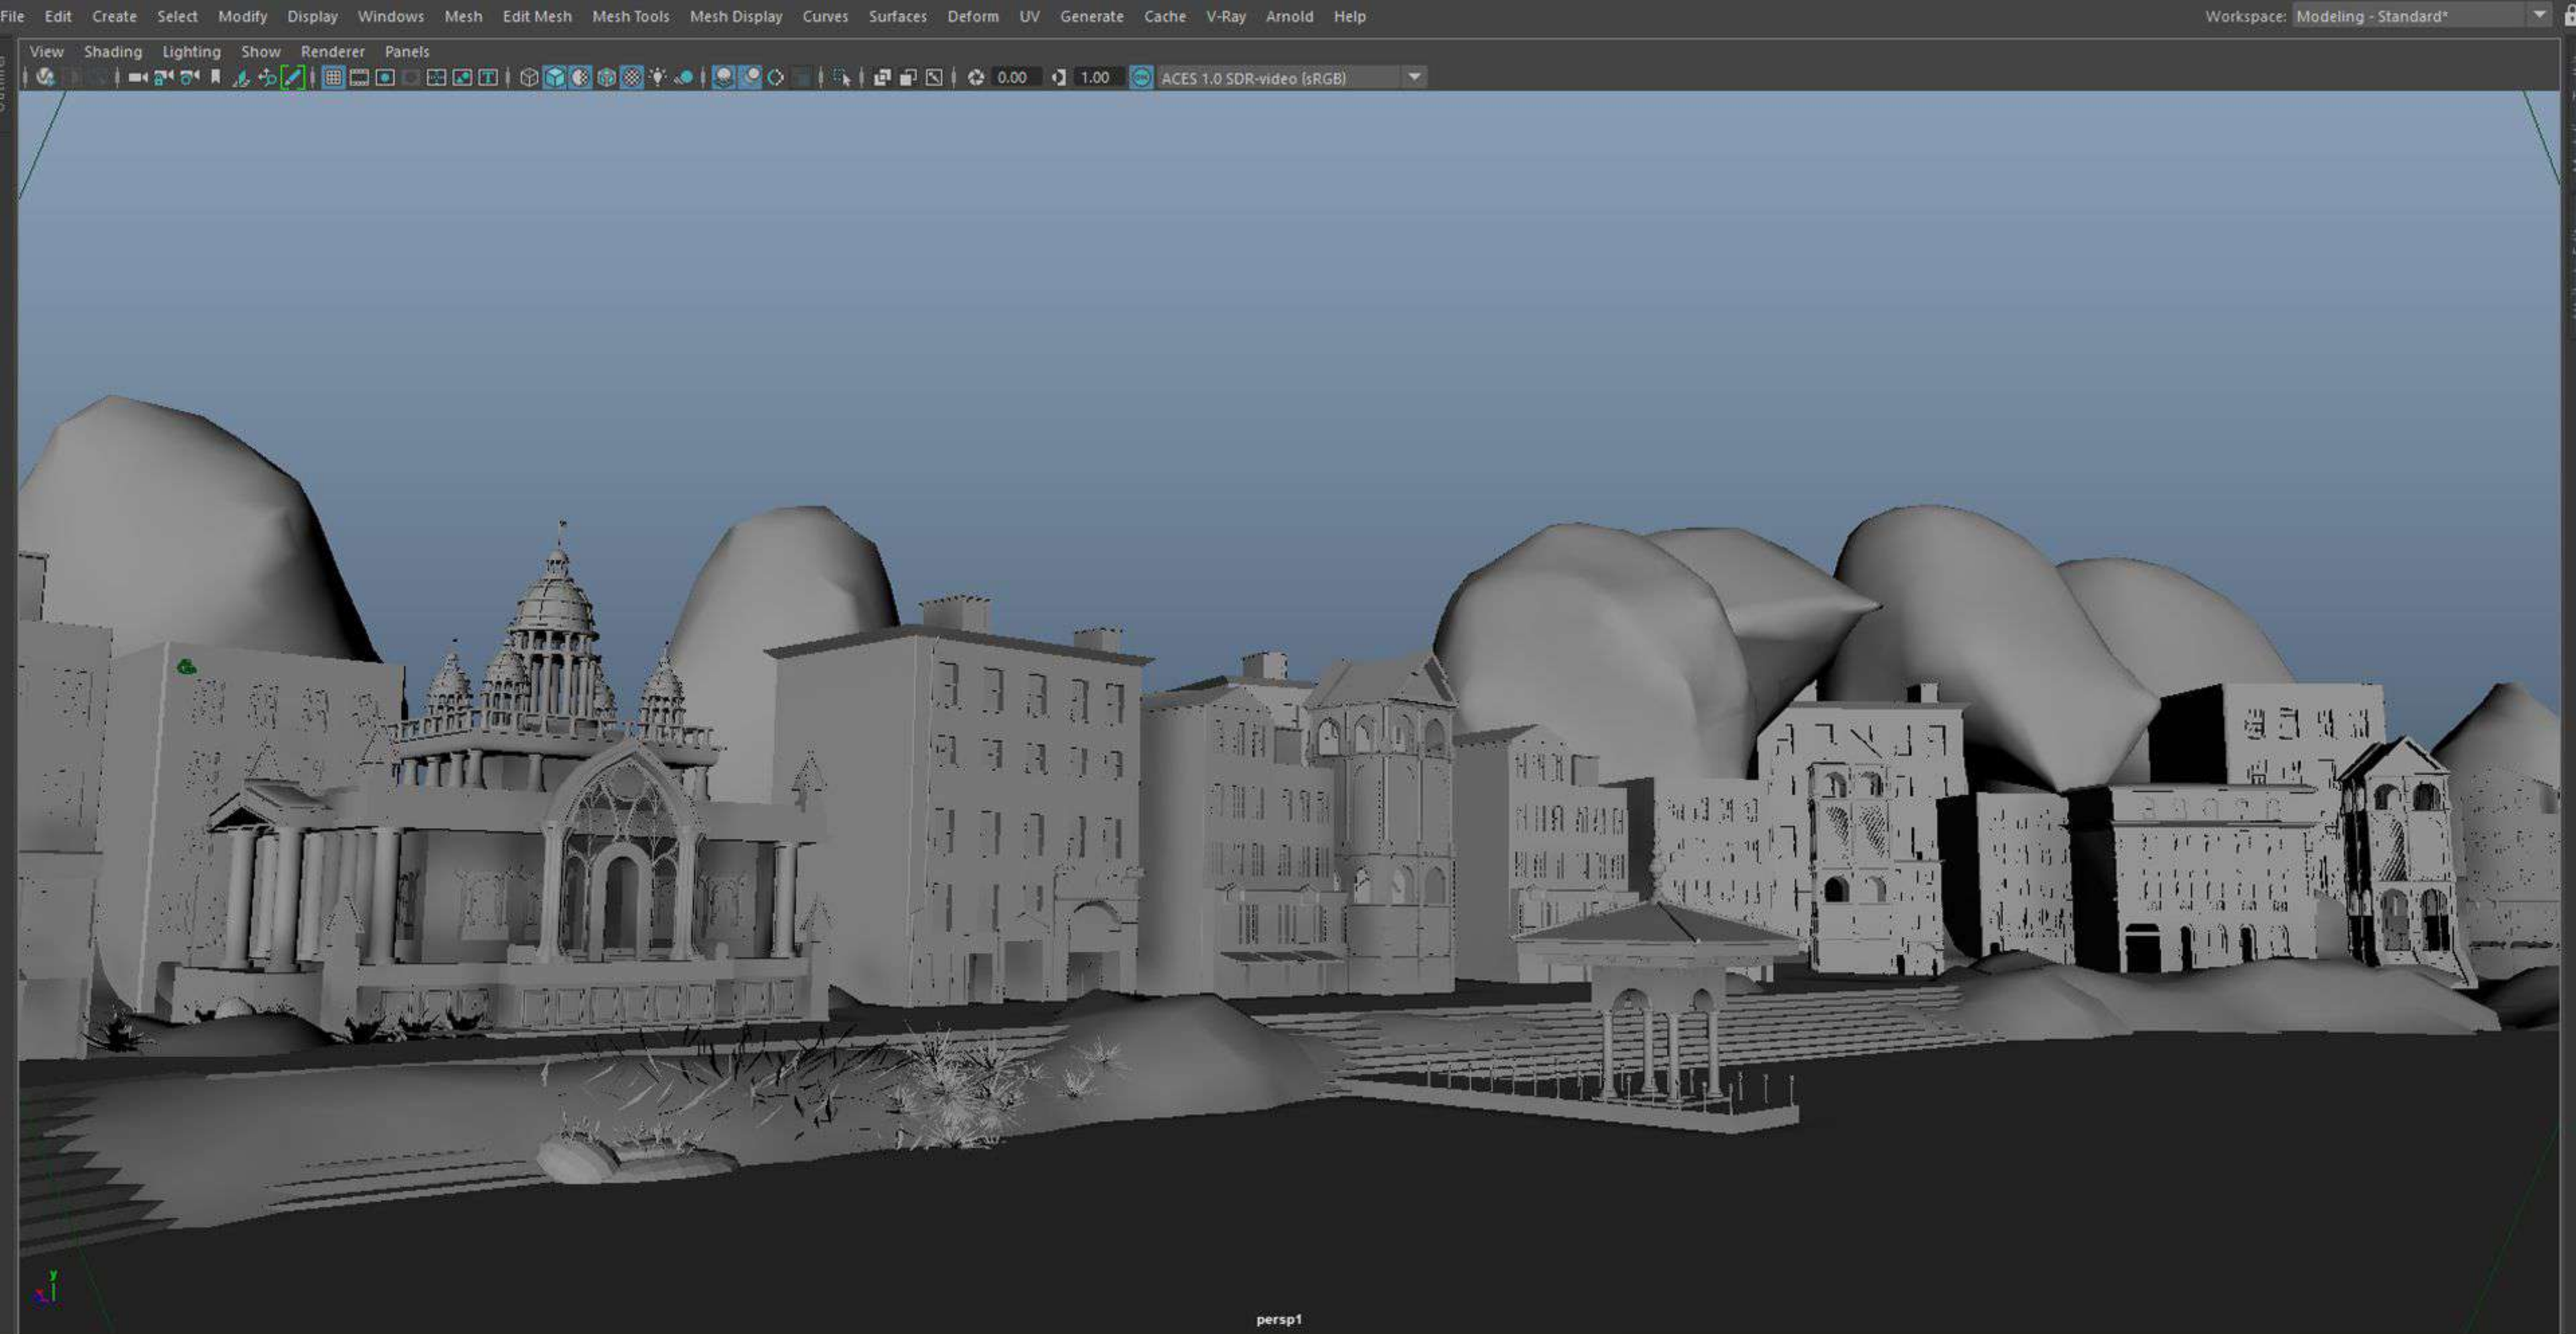 File Edit Create Select Modify Display Windows Mesh Edit Mesh Mesh Tools Mesh Display Curves Surfaces Deform UV Generate Cache V-Ray Arnold Help Workspace: Modeling - Standard*
View Shading Lighting Show Renderer Panels
0.00 1.00 ACES 1.0 SDR-video (sRGB)
y
persp1